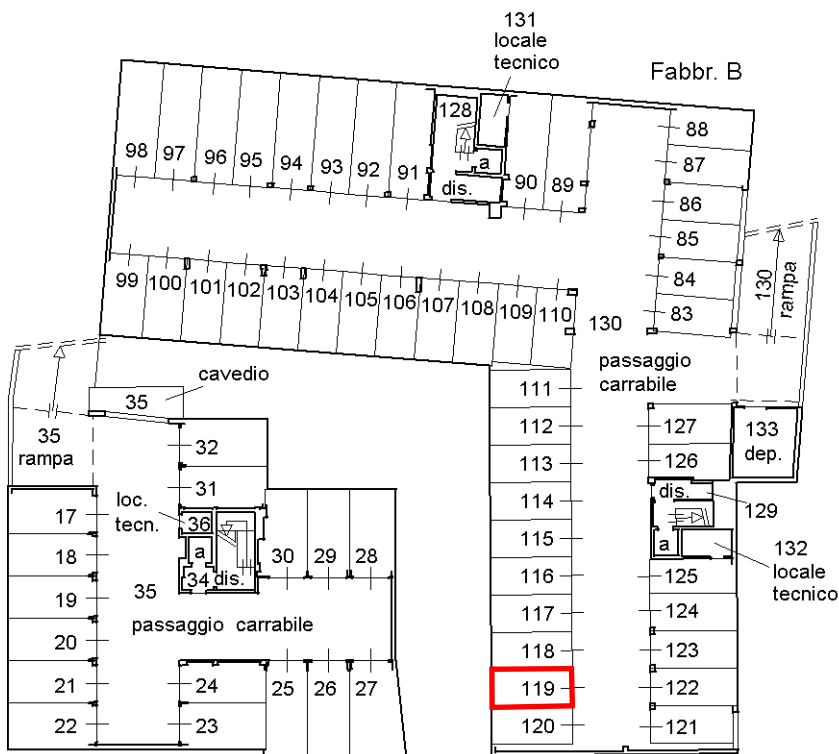 131
locale
tecnico
Fabbr. B
128
a
dis.
98 97 96 95 94 93 92 91 90 89
88
87
86
85
84
83
130
rampa
99 100 101 102 103 104 105 106 107 108 109 110
130
passaggio
carrabile
cavedio
35
35
rampa
32
31
loc.
tecn.
36
a
34 dis.
30 29 28
17
18
19
20
21
22
35
passaggio carrabile
24
23
25 26 27
111
112
113
114
115
116
117
118
119
120
127
126
133
dep.
dis.
129
a
132
locale
tecnico
125
124
123
122
121